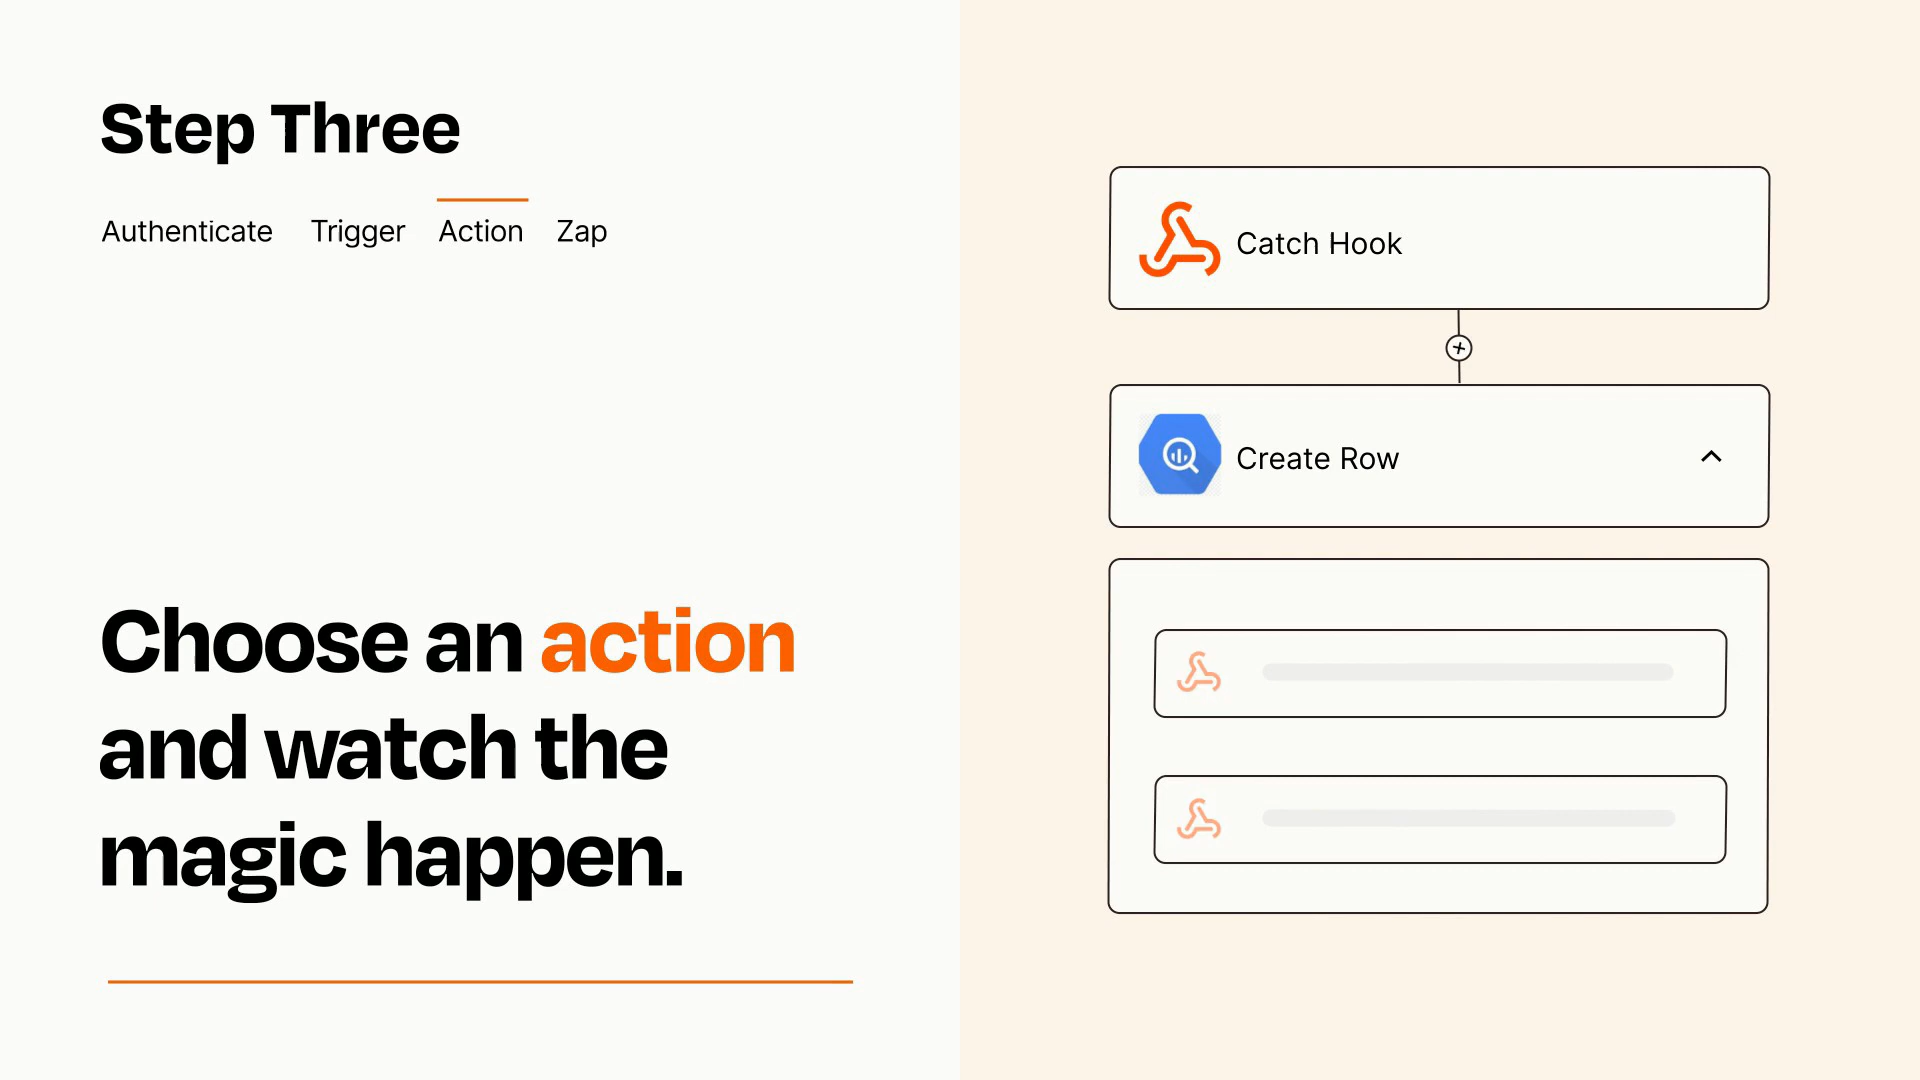 Step Three
Authenticate Trigger Action Zap
Choose an action
and watch the
magic happen.
Catch Hook
Create Row